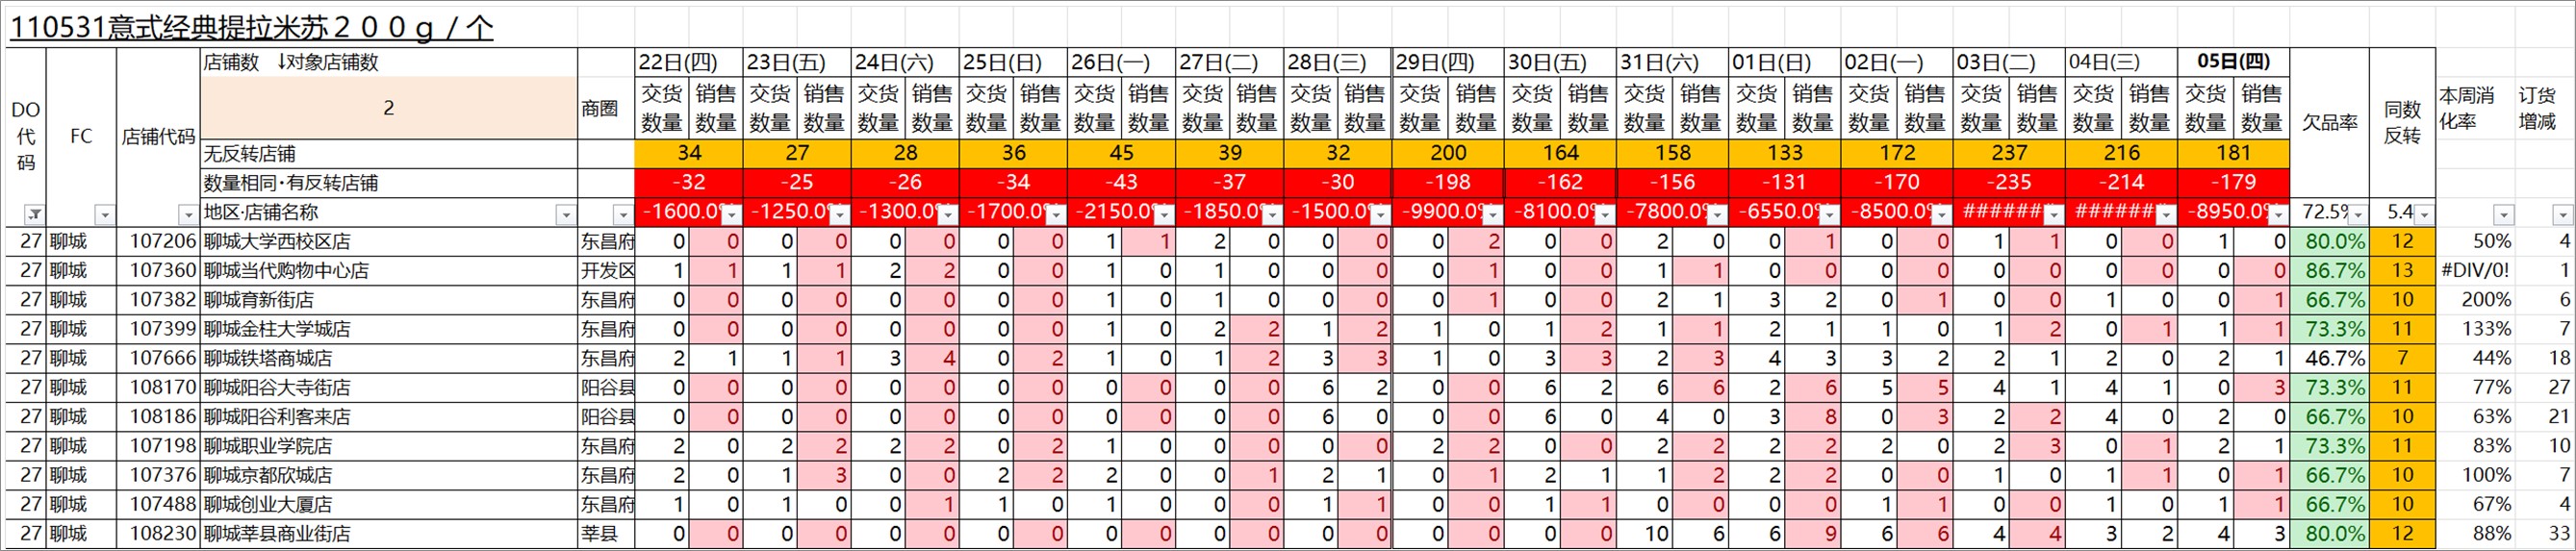 110531意式经典提拉米苏２００ｇ／个
店铺数 ↓对象店铺数 22日(四) 23日(五) 24日(六) 25日(日) 26日(一) 27日(二) 28日(三) 29日(四) 30日(五) 31日(六) 01日(日) 02日(一) 03日(二) 04日(三) 05日(四)
DO代码 FC 店铺代码 2 商圈 交货数量 销售数量 交货数量 销售数量 交货数量 销售数量 交货数量 销售数量 交货数量 销售数量 交货数量 销售数量 交货数量 销售数量 交货数量 销售数量 交货数量 销售数量 交货数量 销售数量 交货数量 销售数量 交货数量 销售数量 交货数量 销售数量 交货数量 销售数量 交货数量 销售数量 欠品率 同数反转 本周消化率 订货增减
无反转店铺 34 27 28 36 45 39 32 200 164 158 133 172 237 216 181
数量相同·有反转店铺 -32 -25 -26 -34 -43 -37 -30 -198 -162 -156 -131 -170 -235 -214 -179
地区·店铺名称 -1600.0% -1250.0% -1300.0% -1700.0% -2150.0% -1850.0% -1500.0% -9900.0% -8100.0% -7800.0% -6550.0% -8500.0% ####### ####### -8950.0% 72.5% 5.4
27 聊城 107206 聊城大学西校区店 东昌府 0 0 0 0 0 0 0 0 1 1 2 0 0 0 0 2 0 0 2 0 0 1 0 0 1 1 0 0 1 0 80.0% 12 50% 4
27 聊城 107360 聊城当代购物中心店 开发区 1 1 1 1 2 2 0 0 1 0 1 0 0 0 0 1 0 0 1 1 0 0 0 0 0 0 0 0 0 0 86.7% 13 #DIV/0! 1
27 聊城 107382 聊城育新街店 东昌府 0 0 0 0 0 0 0 0 1 0 1 0 0 0 0 1 0 0 2 1 3 2 0 1 0 0 1 0 0 1 66.7% 10 200% 6
27 聊城 107399 聊城金柱大学城店 东昌府 0 0 0 0 0 0 0 0 1 0 2 2 1 2 1 0 1 2 1 1 2 1 1 0 1 2 0 1 1 1 73.3% 11 133% 7
27 聊城 107666 聊城铁塔商城店 东昌府 2 1 1 1 3 4 0 2 1 0 1 2 3 3 1 0 3 3 2 3 4 3 3 2 2 1 2 0 2 1 46.7% 7 44% 18
27 聊城 108170 聊城阳谷大寺街店 阳谷县 0 0 0 0 0 0 0 0 0 0 0 0 6 2 0 0 6 2 6 6 2 6 5 5 4 1 4 1 0 3 73.3% 11 77% 27
27 聊城 108186 聊城阳谷利客来店 阳谷县 0 0 0 0 0 0 0 0 0 0 0 0 6 0 0 0 6 0 4 0 3 8 0 3 2 2 4 0 2 0 66.7% 10 63% 21
27 聊城 107198 聊城职业学院店 东昌府 2 0 2 2 2 2 0 2 1 0 0 0 0 0 2 2 0 0 2 2 2 2 2 0 2 3 0 1 2 1 73.3% 11 83% 10
27 聊城 107376 聊城京都欣城店 东昌府 2 0 1 3 0 0 2 2 2 0 0 1 2 1 0 1 2 1 1 2 2 2 0 0 1 0 1 1 0 1 66.7% 10 100% 7
27 聊城 107488 聊城创业大厦店 东昌府 1 0 1 0 0 1 1 0 1 0 0 0 1 1 0 0 1 1 0 0 0 0 1 1 0 0 1 0 1 1 66.7% 10 67% 4
27 聊城 108230 聊城莘县商业街店 莘县 0 0 0 0 0 0 0 0 0 0 0 0 0 0 0 0 0 0 10 6 6 9 6 6 4 4 3 2 4 3 80.0% 12 88% 33